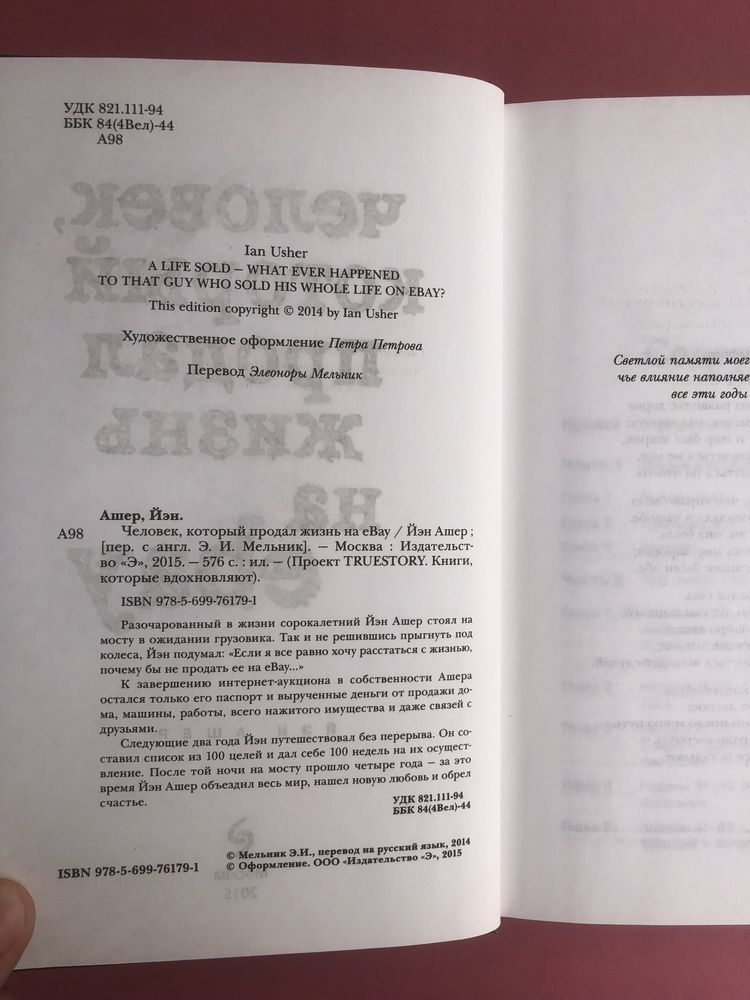 УДК 821.111-94
ББК 84(4Вел)-44
А98
Ian Usher
A LIFE SOLD – WHAT EVER HAPPENED
TO THAT GUY WHO SOLD HIS WHOLE LIFE ON EBAY?
This edition copyright © 2014 by Ian Usher
Художественное оформление Петра Петрова
Перевод Элеоноры Мельник
Ашер, Йэн.
А98 Человек, который продал жизнь на eBay / Йэн Ашер ;
[пер. с англ. Э. И. Мельник]. – Москва : Издательст-
во «Э», 2015. – 576 с. : ил. – (Проект TRUESTORY. Книги,
которые вдохновляют).
ISBN 978-5-699-76179-1
Разочарованный в жизни сорокалетний Йэн Ашер стоял на
мосту в ожидании грузовика. Так и не решившись прыгнуть под
колеса, Йэн подумал: «Если я все равно хочу расстаться с жизнью,
почему бы не продать ее на eBay...»
К завершению интернет-аукциона в собственности Ашера
остался только его паспорт и вырученные деньги от продажи до-
ма, машины, работы, всего нажитого имущества и даже связей с
друзьями.
Следующие два года Йэн путешествовал без перерыва. Он со-
ставил список из 100 целей и дал себе 100 недель на их осущест-
вление. После той ночи на мосту прошло четыре года – за это
время Йэн Ашер объездил весь мир, нашел новую любовь и обрел
счастье.
УДК 821.111-94
ББК 84(4Вел)-44
© Мельник Э.И., перевод на русский язык, 2014
ISBN 978-5-699-76179-1 © Оформление. ООО «Издательство «Э», 2015
Светлой памяти моег
чье влияние наполняе
все эти годы